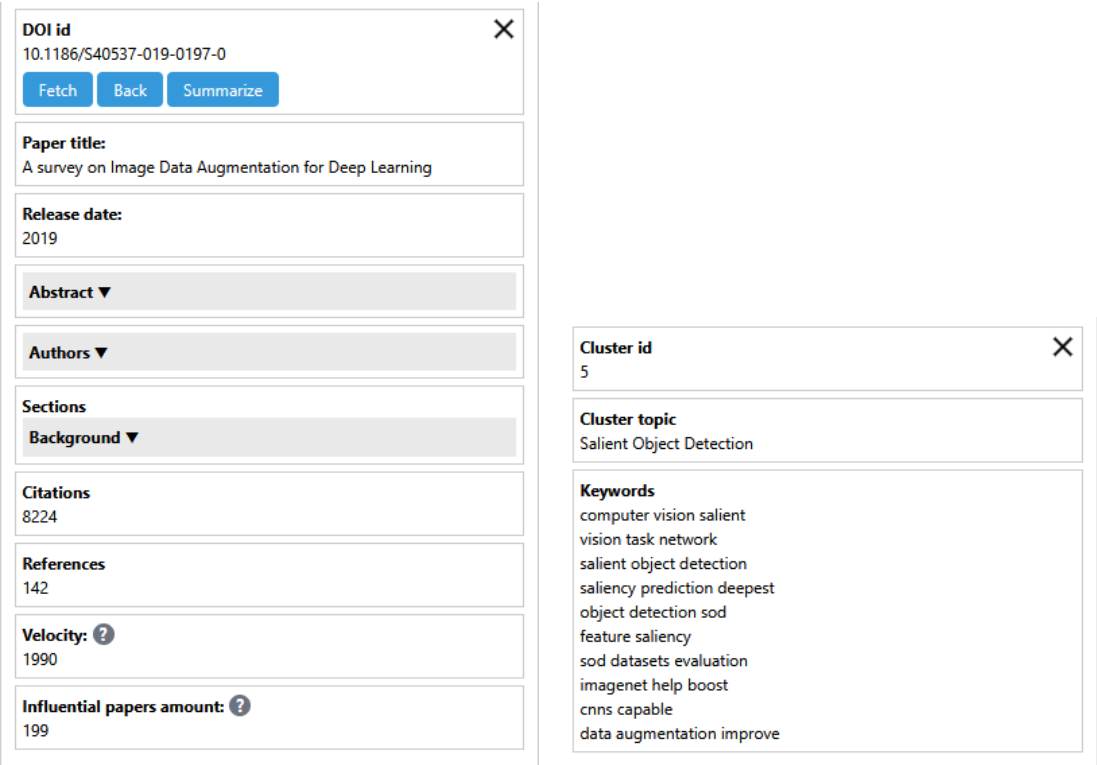 DOI id
10.1186/S40537-019-0197-0
Fetch Back Summarize
Paper title:
A survey on Image Data Augmentation for Deep Learning
Release date:
2019
Abstract ▼
Authors ▼
Sections
Background ▼
Citations
8224
References
142
Velocity: ?
1990
Influential papers amount: ?
199
Cluster id
5
Cluster topic
Salient Object Detection
Keywords
computer vision salient
vision task network
salient object detection
saliency prediction deepest
object detection sod
feature saliency
sod datasets evaluation
imagenet help boost
cnns capable
data augmentation improve